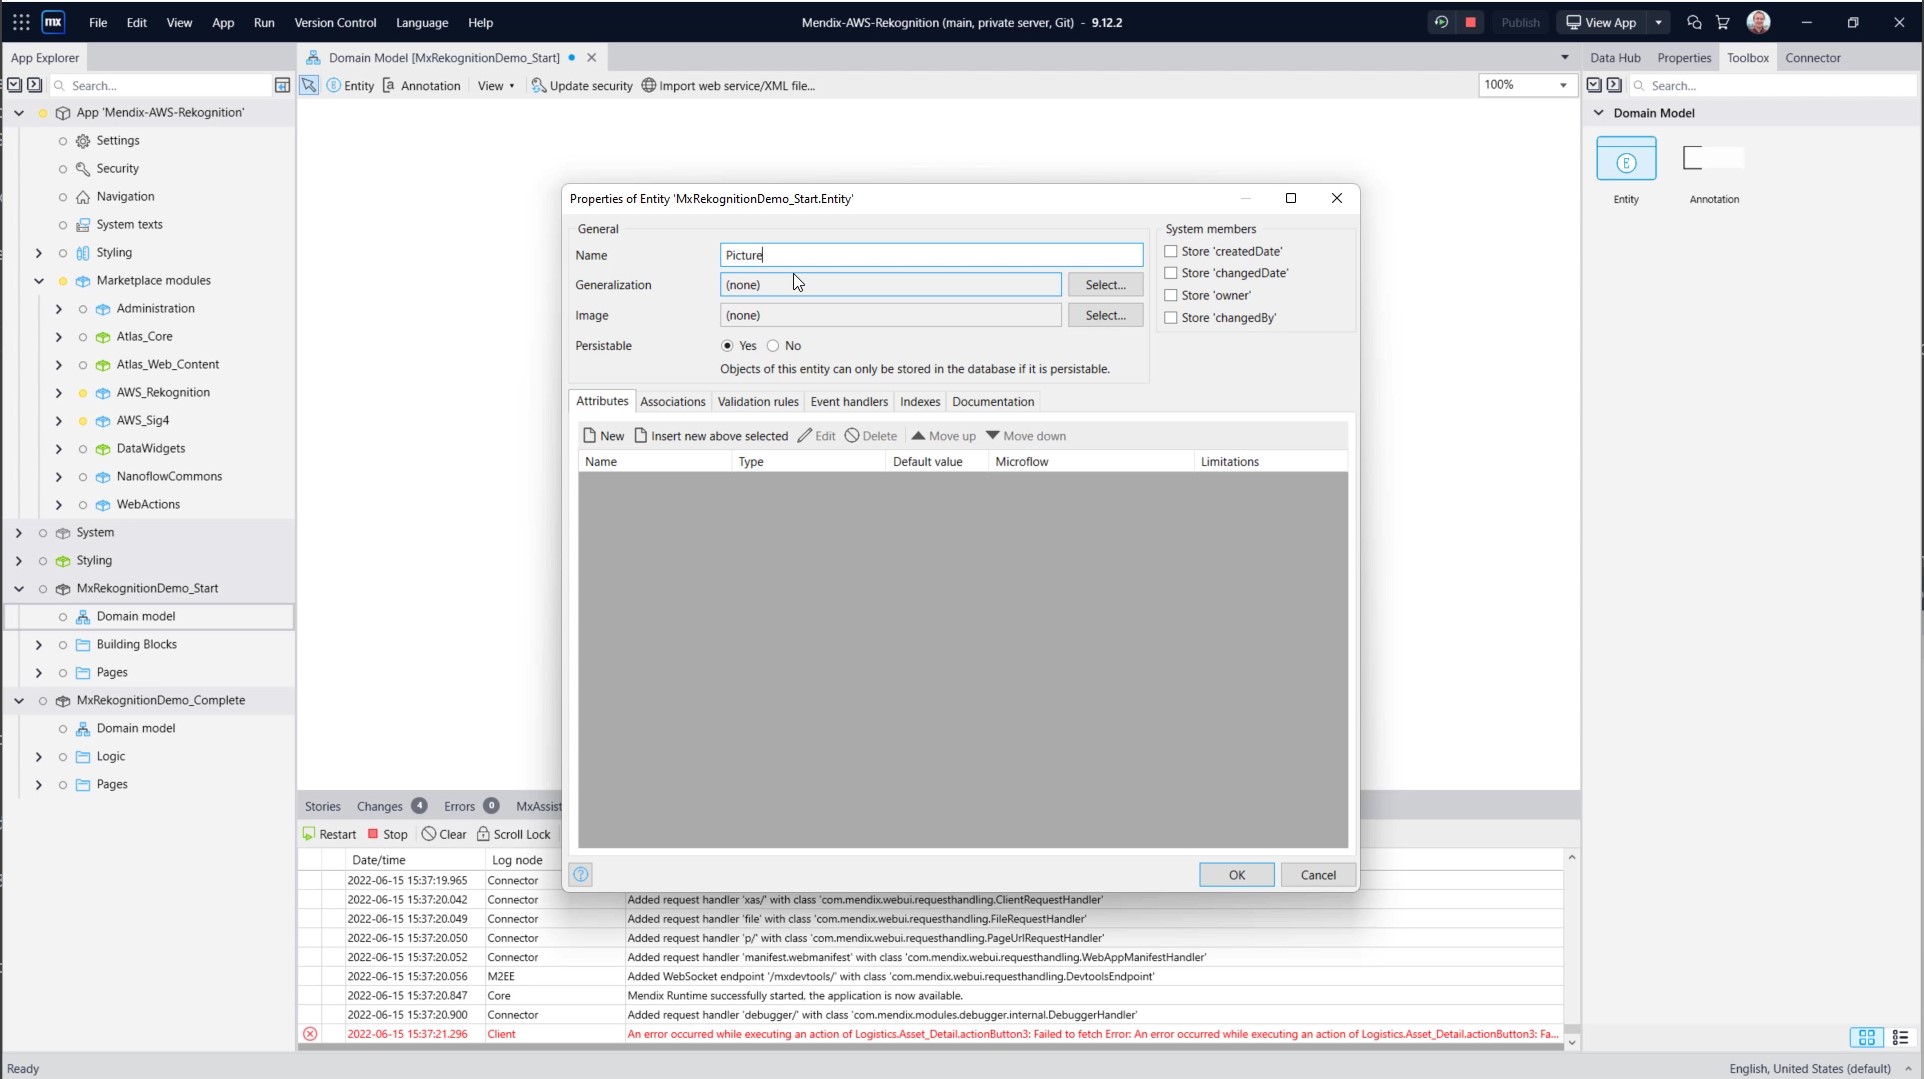 mx File Edit View App Run Version Control Language Help Mendix-AWS-Rekognition (main, private server, Git) - 9.12.2 Publish View App
App Explorer Domain Model [MxRekognitionDemo_Start] Data Hub Properties Toolbox Connector
Search... Entity Annotation View Update security Import web service/XML file... 100% Search...
App 'Mendix-AWS-Rekognition'
Settings
Security
Navigation
System texts
Styling
Marketplace modules
Administration
Atlas_Core
Atlas_Web_Content
AWS_Rekognition
AWS_Sig4
DataWidgets
NanoflowCommons
WebActions
System
Styling
MxRekognitionDemo_Start
Domain model
Building Blocks
Pages
MxRekognitionDemo_Complete
Domain model
Logic
Pages
Properties of Entity 'MxRekognitionDemo_Start.Entity'
General
Name Picture
Generalization (none) Select...
Image (none) Select...
Persistable Yes No
Objects of this entity can only be stored in the database if it is persistable.
System members
Store 'createdDate'
Store 'changedDate'
Store 'owner'
Store 'changedBy'
Attributes Associations Validation rules Event handlers Indexes Documentation
New Insert new above selected Edit Delete Move up Move down
Name Type Default value Microflow Limitations
OK Cancel
Domain Model
E
Entity Annotation
Stories Changes 4 Errors 0 MxAssist
Restart Stop Clear Scroll Lock
Date/time Log node
2022-06-15 15:37:19.965 Connector
2022-06-15 15:37:20.042 Connector Added request handler 'xas/' with class 'com.mendix.webui.requesthandling.ClientRequestHandler'
2022-06-15 15:37:20.049 Connector Added request handler 'file' with class 'com.mendix.webui.requesthandling.FileRequestHandler'
2022-06-15 15:37:20.050 Connector Added request handler 'p/' with class 'com.mendix.webui.requesthandling.PageUrlRequestHandler'
2022-06-15 15:37:20.052 Connector Added request handler 'manifest.webmanifest' with class 'com.mendix.webui.requesthandling.WebAppManifestHandler'
2022-06-15 15:37:20.056 M2EE Added WebSocket endpoint '/mxdevtools/' with class 'com.mendix.webui.requesthandling.DevtoolsEndpoint'
2022-06-15 15:37:20.847 Core Mendix Runtime successfully started, the application is now available.
2022-06-15 15:37:20.900 Connector Added request handler 'debugger/' with class 'com.mendix.modules.debugger.internal.DebuggerHandler'
2022-06-15 15:37:21.296 Client An error occurred while executing an action of Logistics.Asset_Detail.actionButton3: Failed to fetch Error: An error occurred while executing an action of Logistics.Asset_Detail.actionButton3: Fa...
Ready English, United States (default)